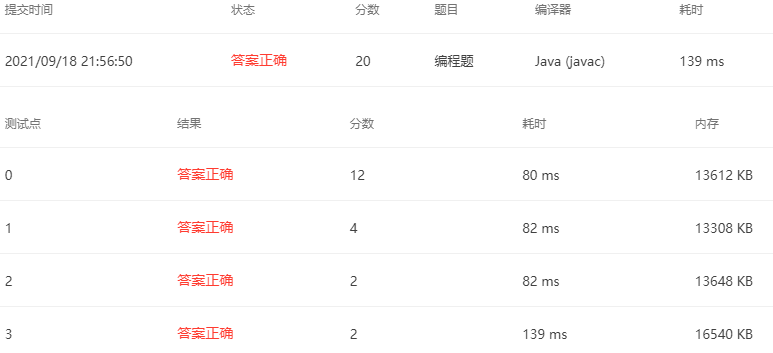 提交时间 状态 分数 题目 编译器 耗时
2021/09/18 21:56:50 答案正确 20 编程题 Java (javac) 139 ms
测试点 结果 分数 耗时 内存
0 答案正确 12 80 ms 13612 KB
1 答案正确 4 82 ms 13308 KB
2 答案正确 2 82 ms 13648 KB
3 答案正确 2 139 ms 16540 KB